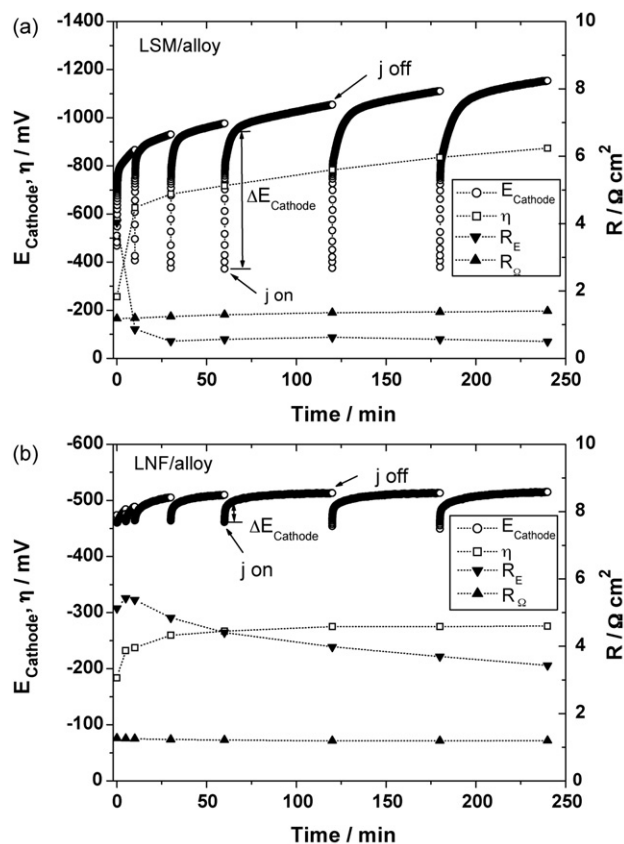 (a)
LSM/alloy
j off
ΔE_Cathode
j on
E_Cathode
η
R_E
R_Ω
-1400
-1200
-1000
-800
-600
-400
-200
0
E_Cathode, η / mV
10
8
6
4
2
0
R / Ω cm²
0 50 100 150 200 250
Time / min
(b)
LNF/alloy
j off
ΔE_Cathode
j on
E_Cathode
η
R_E
R_Ω
-600
-500
-400
-300
-200
-100
0
E_Cathode, η / mV
10
8
6
4
2
0
R / Ω cm²
0 50 100 150 200 250
Time / min